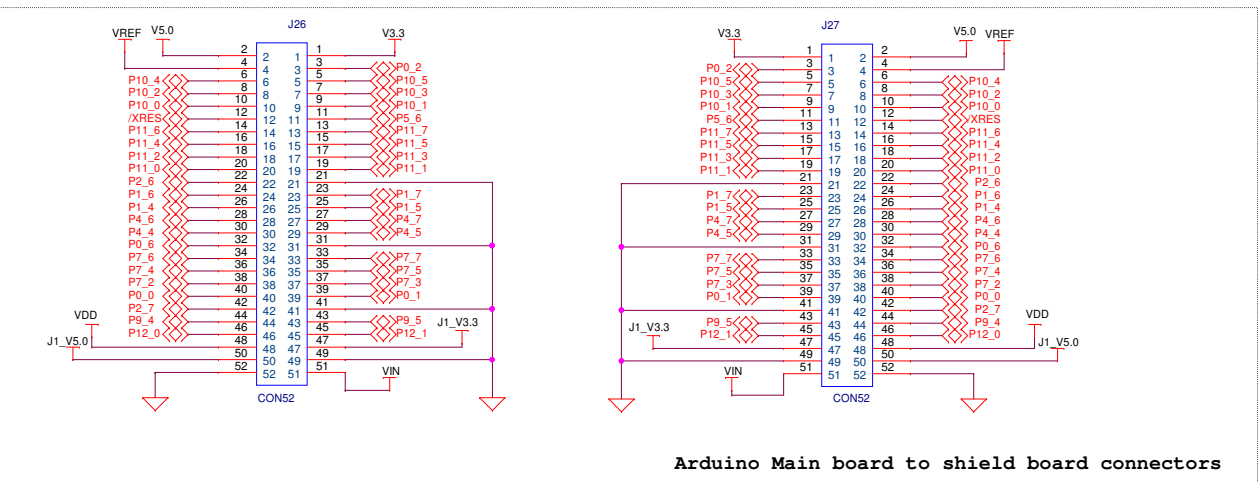 J26
VREF V5.0 V3.3
2 2 1 1
4 4 3 3 P0_2
P10_4 6 6 5 5 P10_5
P10_2 8 8 7 7 P10_3
P10_0 10 10 9 9 P10_1
/XRES 12 12 11 11 P5_6
P11_6 14 14 13 13 P11_7
P11_4 16 16 15 15 P11_5
P11_2 18 18 17 17 P11_3
P11_0 20 20 19 19 P11_1
P2_6 22 22 21 21
P1_6 24 24 23 23 P1_7
P1_4 26 26 25 25 P1_5
P4_6 28 28 27 27 P4_7
P4_4 30 30 29 29 P4_5
P0_6 32 32 31 31
P7_6 34 34 33 33 P7_7
P7_4 36 36 35 35 P7_5
P7_2 38 38 37 37 P7_3
P0_0 40 40 39 39 P0_1
P2_7 42 42 41 41
P9_4 44 44 43 43 P9_5
P12_0 46 46 45 45 P12_1
VDD 48 48 47 47 J1_V3.3
J1_V5.0 50 50 49 49
52 52 51 51 VIN
CON52
J27
V3.3 V5.0 VREF
1 1 2 2
P0_2 3 3 4 4
P10_5 5 5 6 6 P10_4
P10_3 7 7 8 8 P10_2
P10_1 9 9 10 10 P10_0
P5_6 11 11 12 12 /XRES
P11_7 13 13 14 14 P11_6
P11_5 15 15 16 16 P11_4
P11_3 17 17 18 18 P11_2
P11_1 19 19 20 20 P11_0
21 21 22 22 P2_6
P1_7 23 23 24 24 P1_6
P1_5 25 25 26 26 P1_4
P4_7 27 27 28 28 P4_6
P4_5 29 29 30 30 P4_4
31 31 32 32 P0_6
P7_7 33 33 34 34 P7_6
P7_5 35 35 36 36 P7_4
P7_3 37 37 38 38 P7_2
P0_1 39 39 40 40 P0_0
41 41 42 42 P2_7
P9_5 43 43 44 44 P9_4
P12_1 45 45 46 46 P12_0
J1_V3.3 47 47 48 48 VDD
49 49 50 50 J1_V5.0
VIN 51 51 52 52
CON52
Arduino Main board to shield board connectors